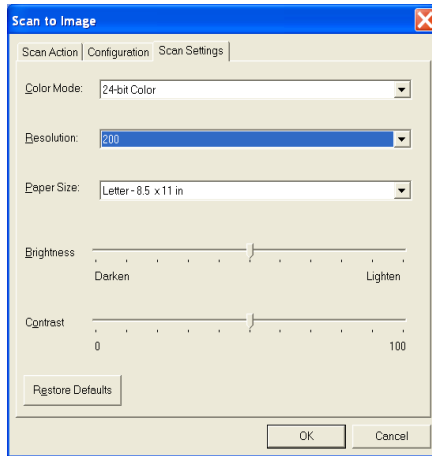 Scan to Image
Scan Action Configuration Scan Settings
Color Mode: 24-bit Color
Resolution: 200
Paper Size: Letter - 8.5 x 11 in
Brightness
Darken Lighten
Contrast
0 100
Restore Defaults
OK Cancel